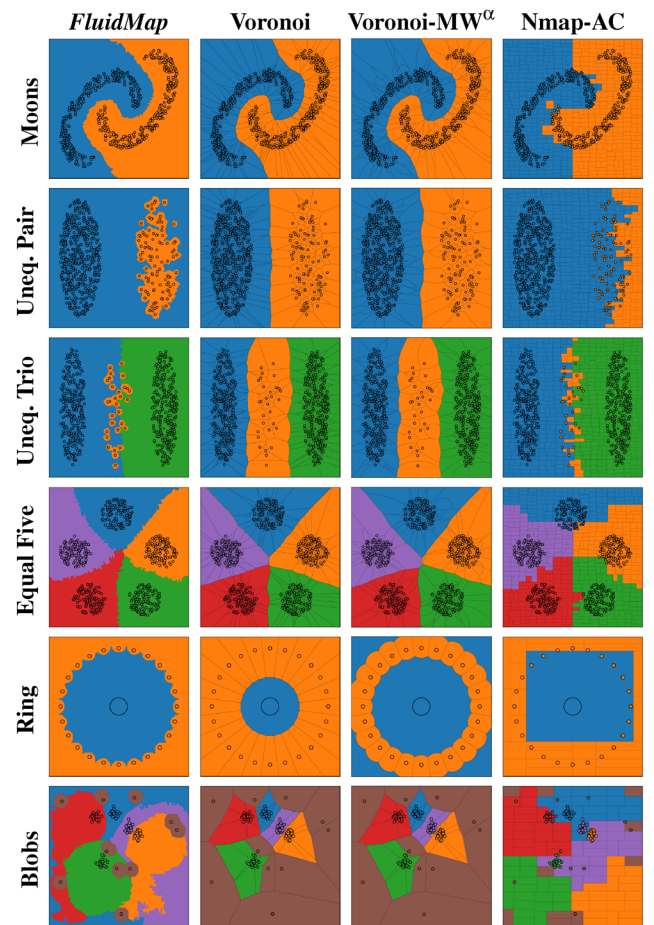 FluidMap Voronoi Voronoi-MWα Nmap-AC
Moons
Uneq. Pair
Uneq. Trio
Equal Five
Ring
Blobs